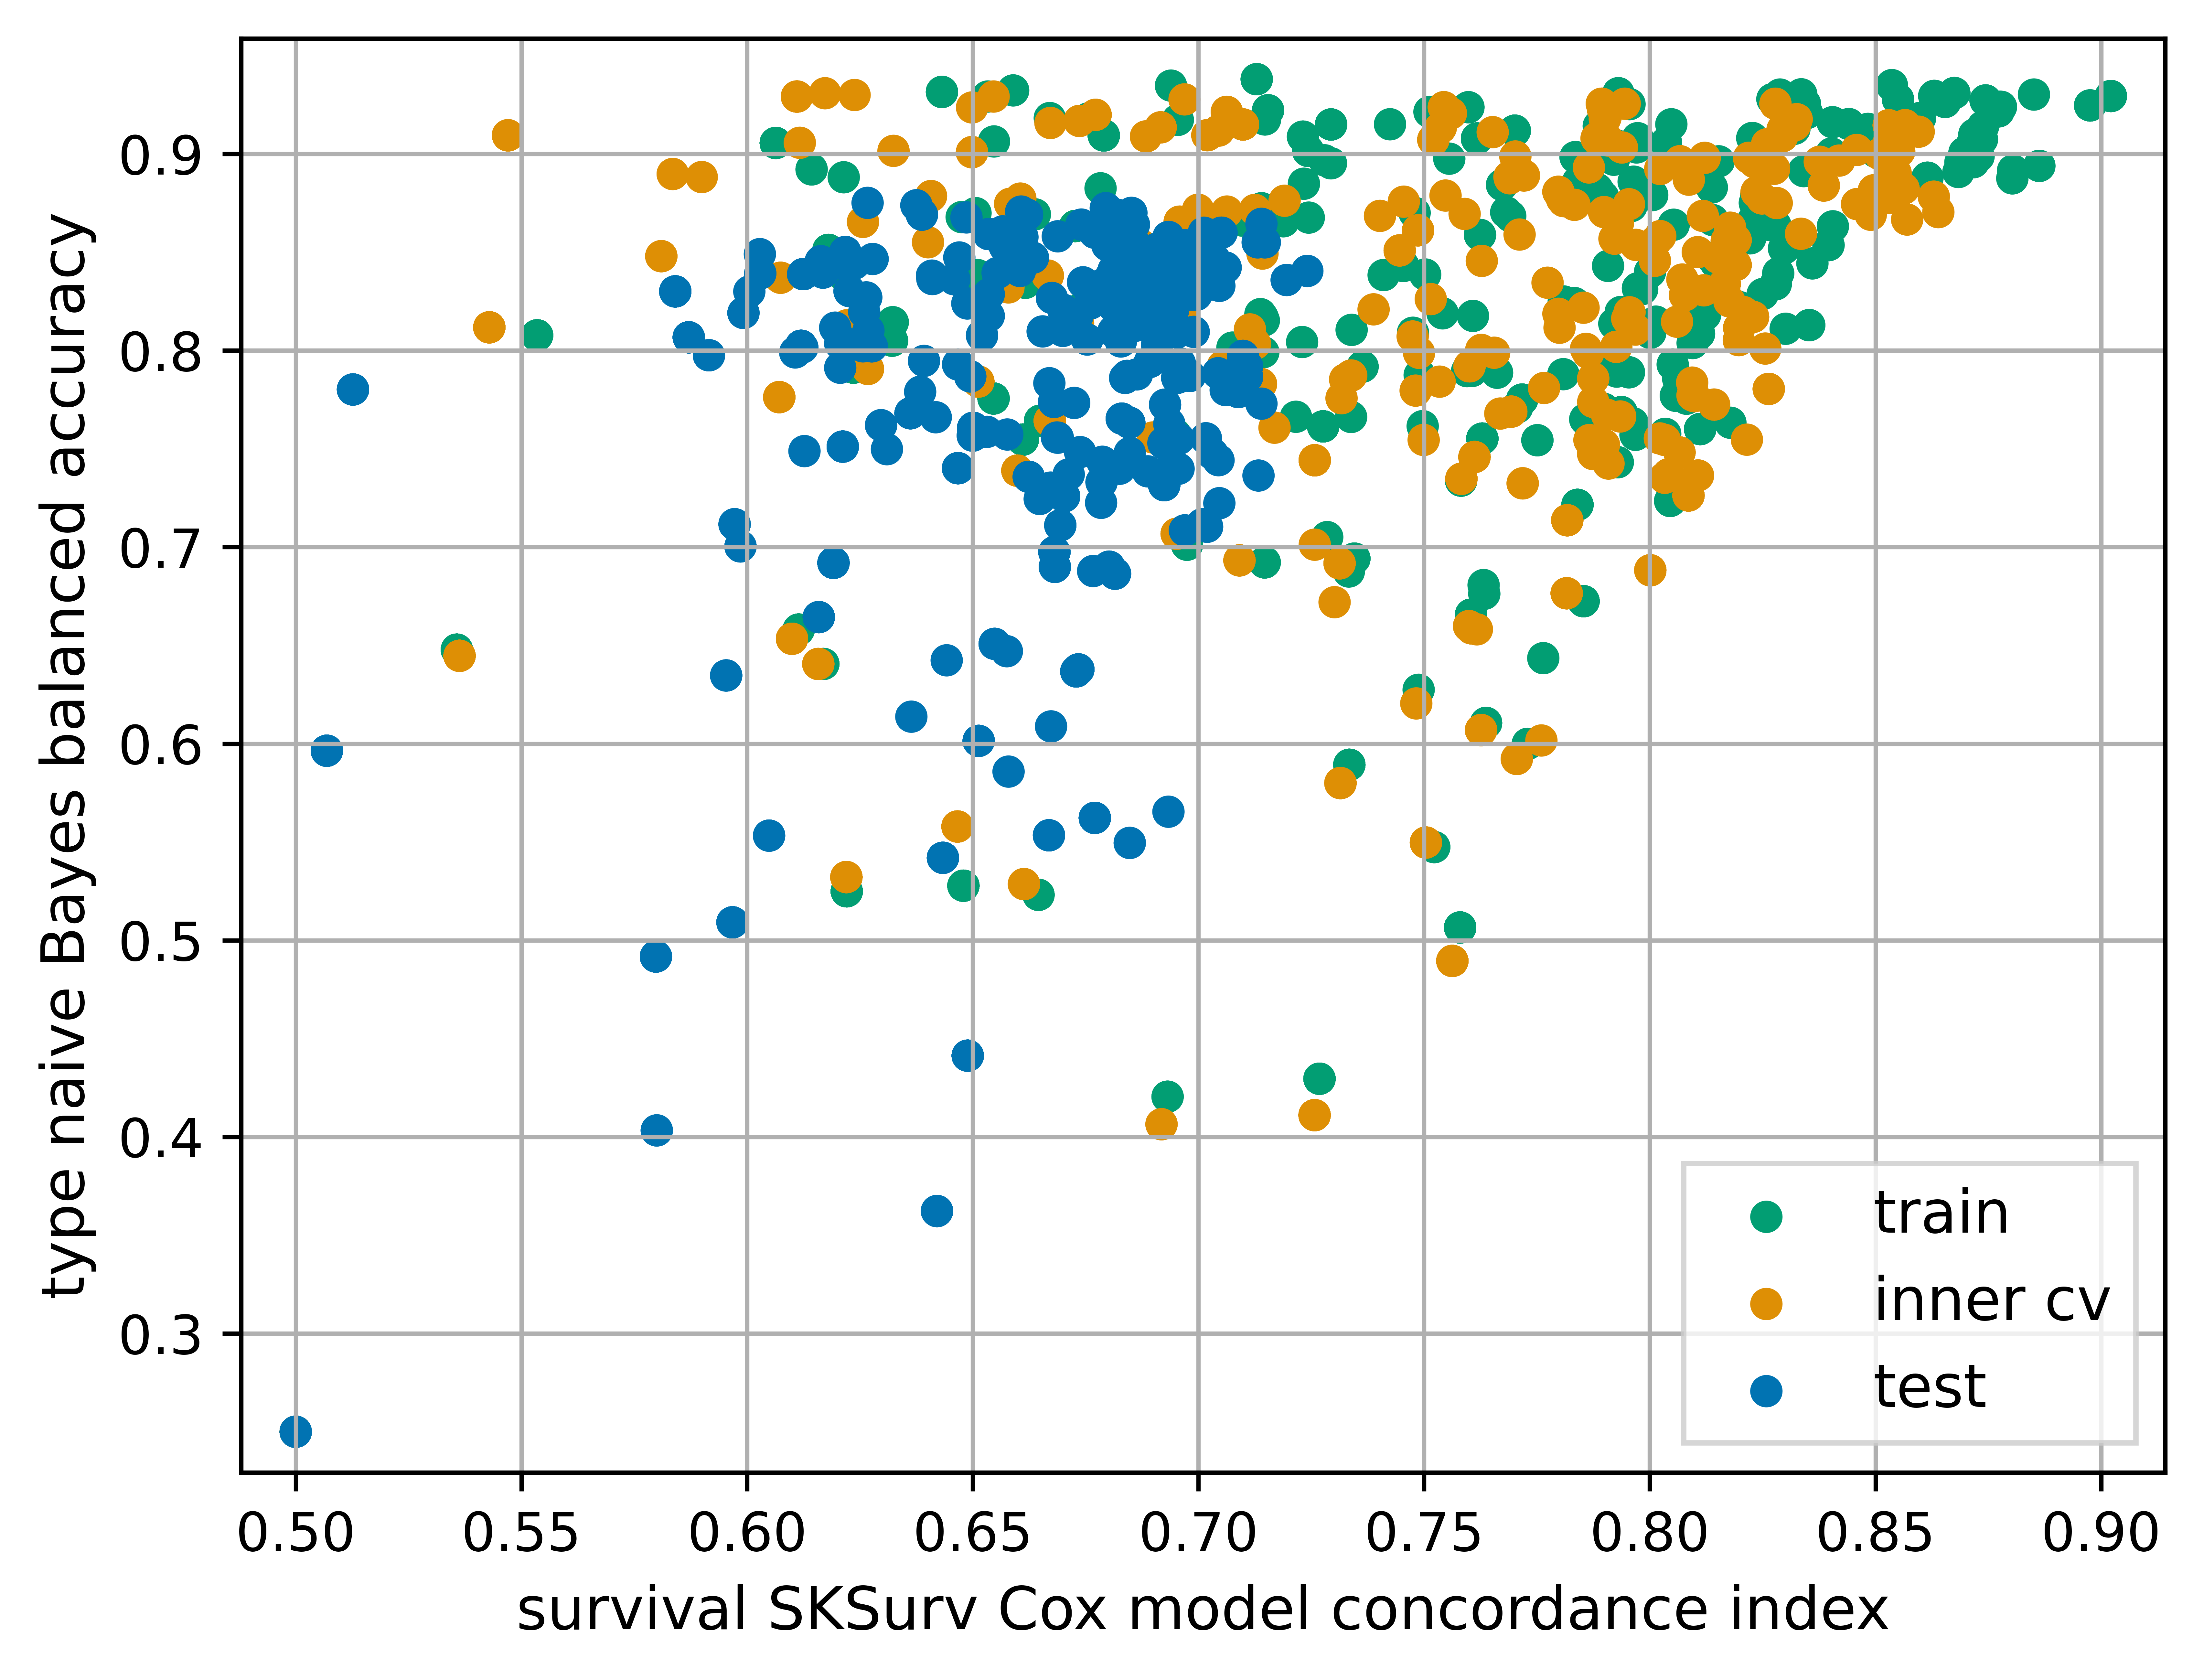 type naive Bayes balanced accuracy
0.9
0.8
0.7
0.6
0.5
0.4
0.3
train
inner cv
test
0.50 0.55 0.60 0.65 0.70 0.75 0.80 0.85 0.90
survival SKSurv Cox model concordance index